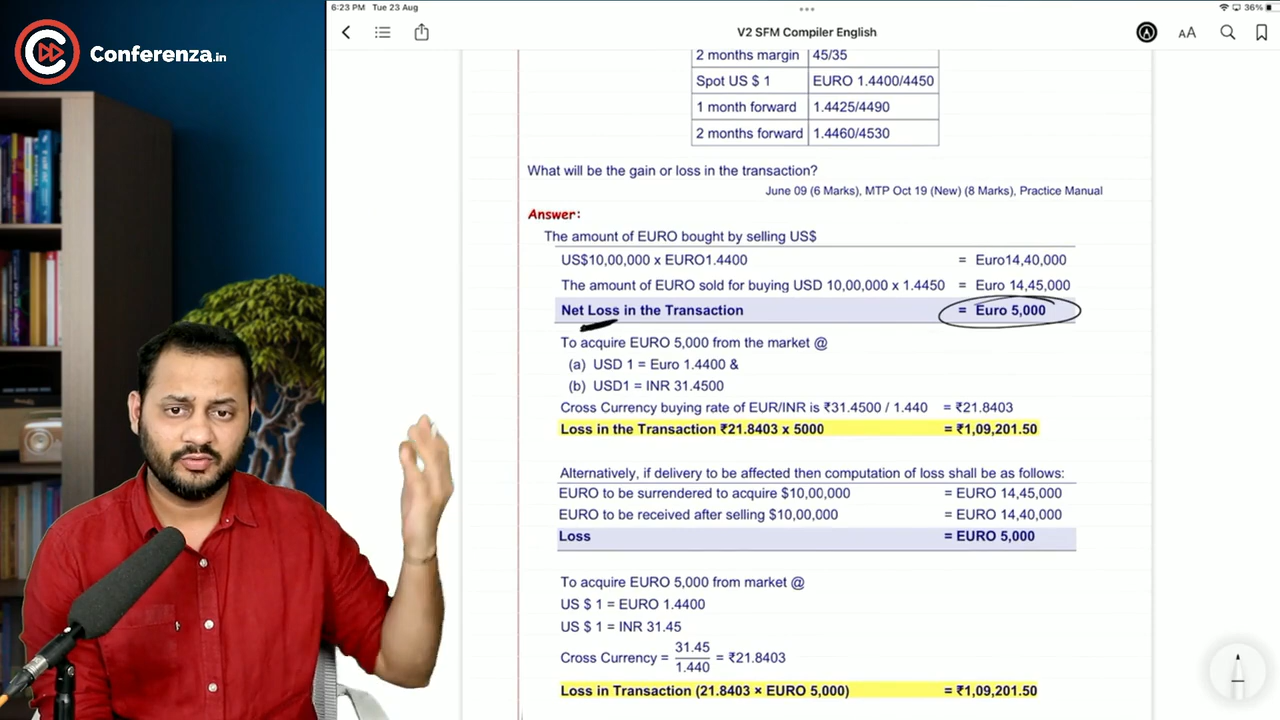 6:23 PM Tue 23 Aug
36%
Conferenza.in
V2 SFM Compiler English
AA
2 months margin 45/35
Spot US $ 1 EURO 1.4400/4450
1 month forward 1.4425/4490
2 months forward 1.4460/4530
What will be the gain or loss in the transaction?
June 09 (6 Marks), MTP Oct 19 (New) (8 Marks), Practice Manual
Answer:
The amount of EURO bought by selling US$
US$10,00,000 x EURO1.4400 = Euro14,40,000
The amount of EURO sold for buying USD 10,00,000 x 1.4450 = Euro 14,45,000
Net Loss in the Transaction = Euro 5,000
To acquire EURO 5,000 from the market @
(a) USD 1 = Euro 1.4400 &
(b) USD1 = INR 31.4500
Cross Currency buying rate of EUR/INR is ₹31.4500 / 1.440 = ₹21.8403
Loss in the Transaction ₹21.8403 x 5000 = ₹1,09,201.50
Alternatively, if delivery to be affected then computation of loss shall be as follows:
EURO to be surrendered to acquire $10,00,000 = EURO 14,45,000
EURO to be received after selling $10,00,000 = EURO 14,40,000
Loss = EURO 5,000
To acquire EURO 5,000 from market @
US $ 1 = EURO 1.4400
US $ 1 = INR 31.45
Cross Currency = 31.45/1.440 = ₹21.8403
Loss in Transaction (21.8403 × EURO 5,000) = ₹1,09,201.50